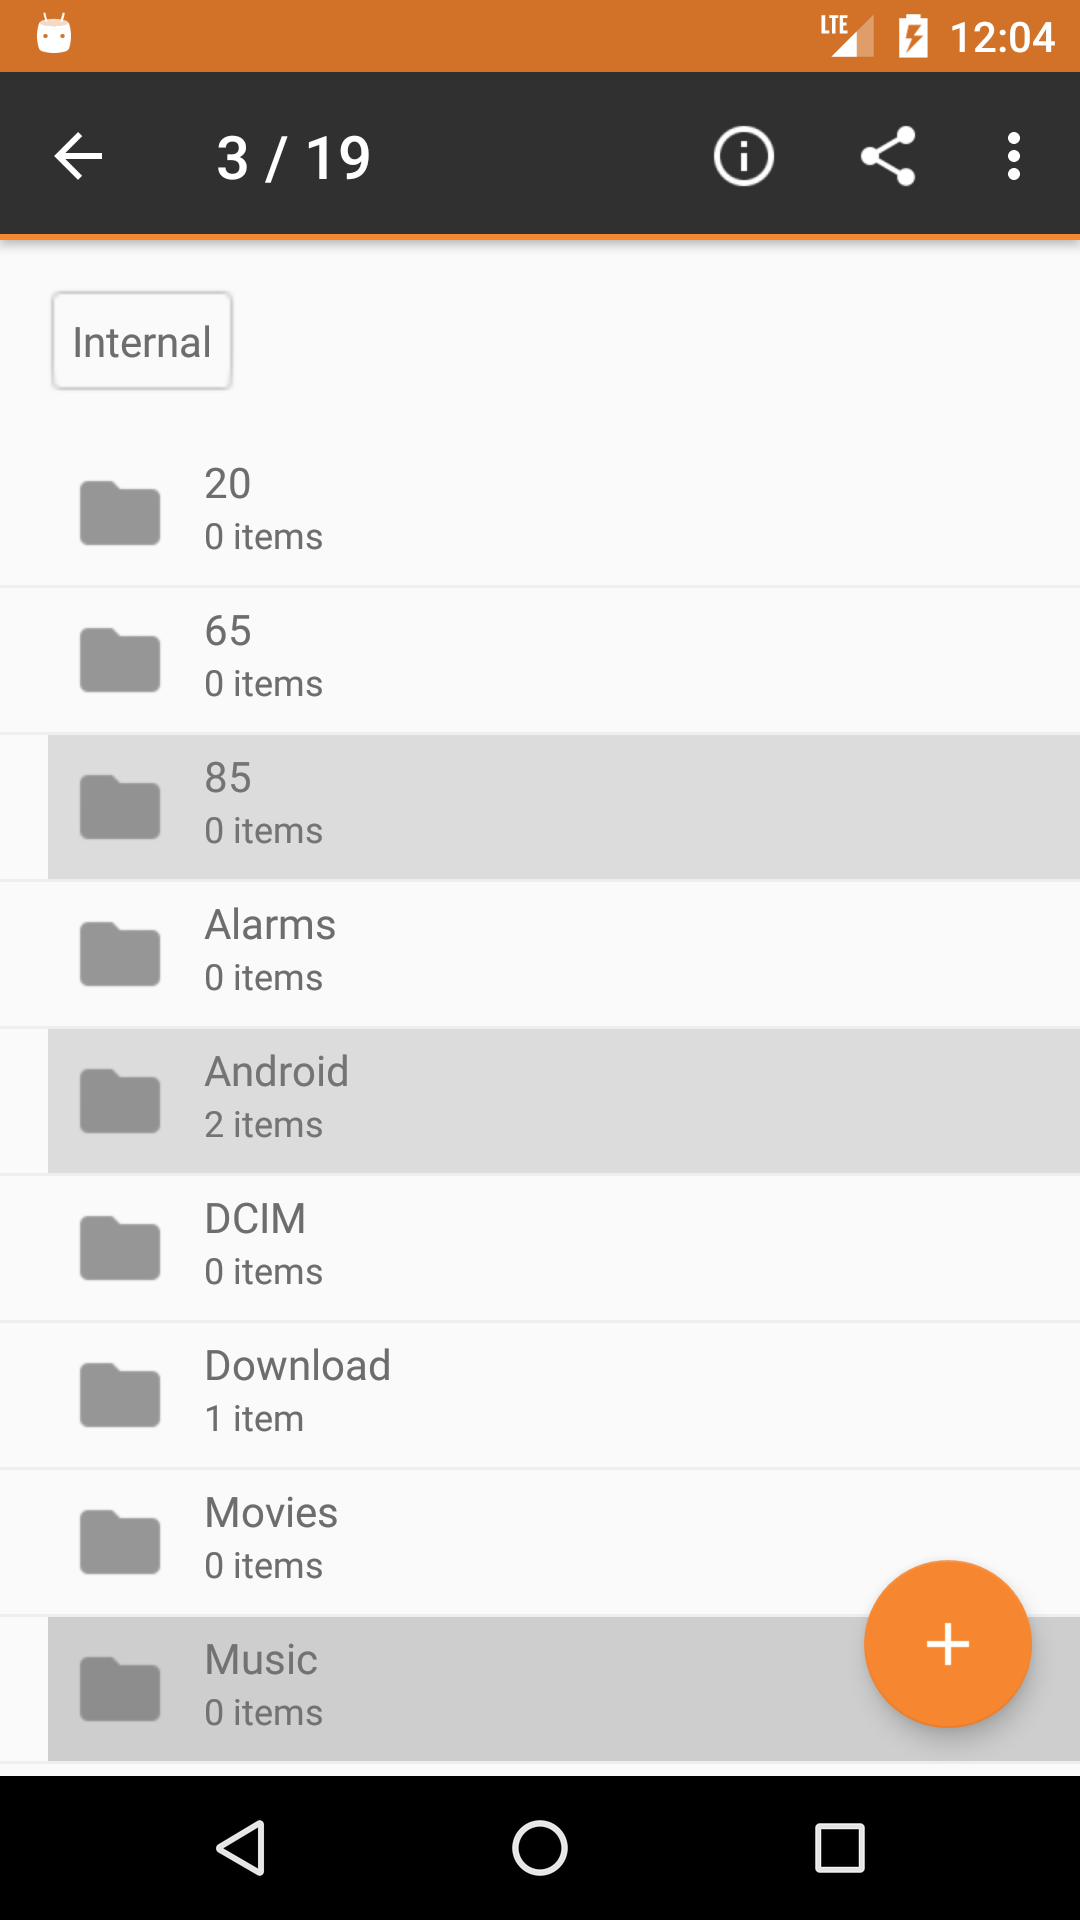 LTE 12:04
3 / 19
Internal
20
0 items
65
0 items
85
0 items
Alarms
0 items
Android
2 items
DCIM
0 items
Download
1 item
Movies
0 items
Music
0 items